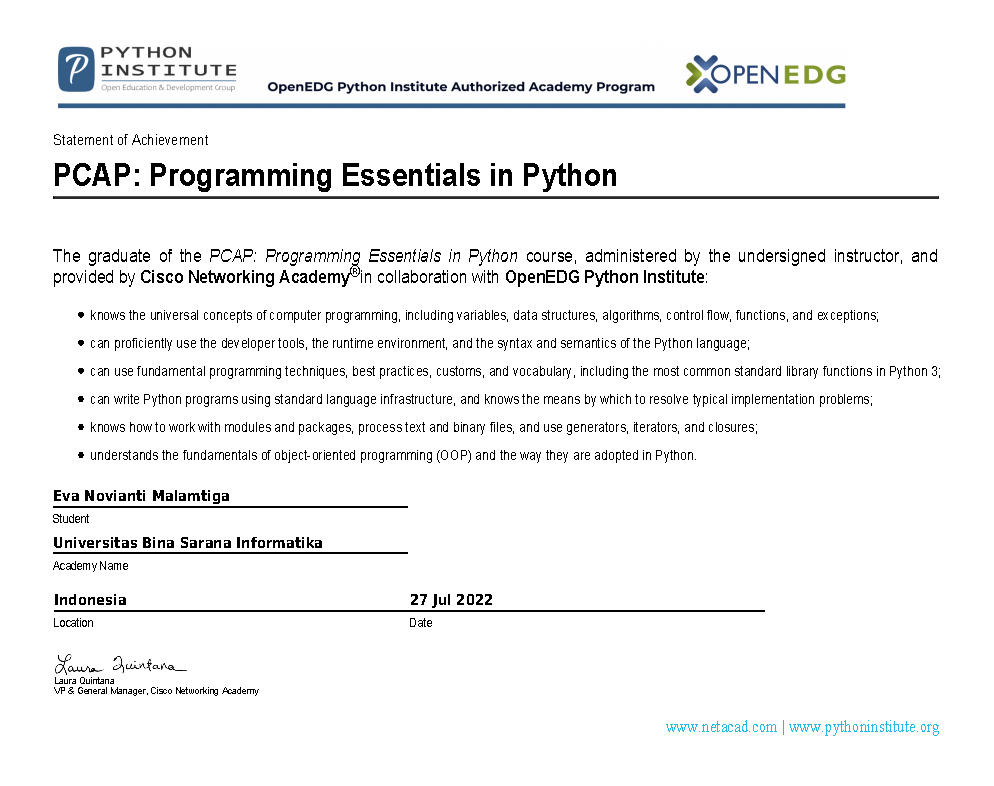 PYTHON
INSTITUTE
Open Education & Development Group
OpenEDG Python Institute Authorized Academy Program
OPENEDG
Statement of Achievement
PCAP: Programming Essentials in Python
The graduate of the PCAP: Programming Essentials in Python course, administered by the undersigned instructor, and
provided by Cisco Networking Academy®in collaboration with OpenEDG Python Institute:
• knows the universal concepts of computer programming, including variables, data structures, algorithms, control flow, functions, and exceptions;
• can proficiently use the developer tools, the runtime environment, and the syntax and semantics of the Python language;
• can use fundamental programming techniques, best practices, customs, and vocabulary, including the most common standard library functions in Python 3;
• can write Python programs using standard language infrastructure, and knows the means by which to resolve typical implementation problems;
• knows how to work with modules and packages, process text and binary files, and use generators, iterators, and closures;
• understands the fundamentals of object-oriented programming (OOP) and the way they are adopted in Python.
Eva Novianti Malamtiga
Student
Universitas Bina Sarana Informatika
Academy Name
Indonesia 27 Jul 2022
Location Date
Laura Quintana
Laura Quintana
VP & General Manager, Cisco Networking Academy
www.netacad.com | www.pythoninstitute.org